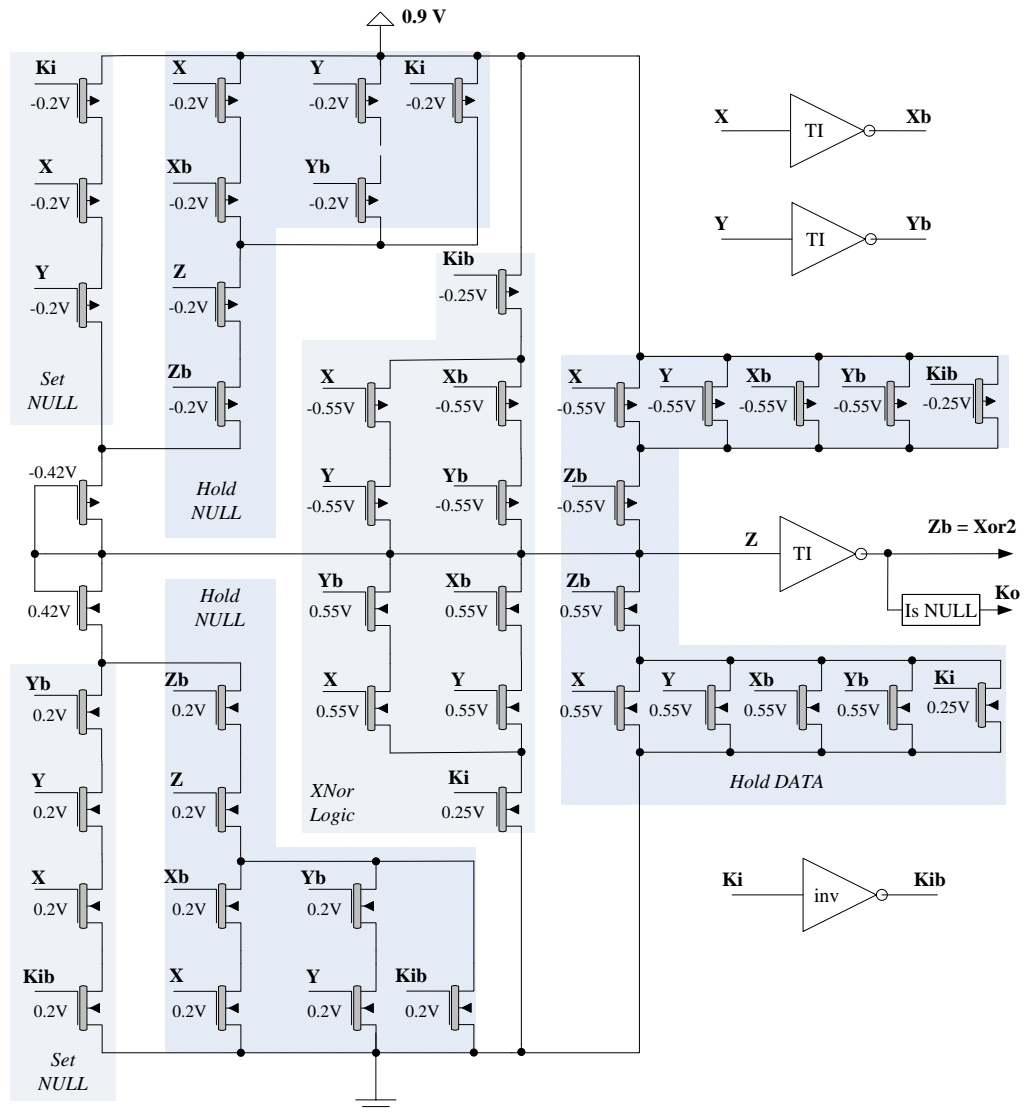 0.9 V
Ki
X
Y
Ki
-0.2V
-0.2V
-0.2V
-0.2V
X
Xb
X
Xb
Yb
TI
-0.2V
-0.2V
-0.2V
Y
Yb
TI
Y
Z
Kib
-0.2V
-0.2V
-0.25V
Set
NULL
Zb
-0.2V
X
Xb
-0.55V
-0.55V
X
Y
Xb
Yb
Kib
-0.55V
-0.55V
-0.55V
-0.55V
-0.25V
-0.42V
Hold
NULL
Y
Yb
-0.55V
-0.55V
Zb
-0.55V
Z
TI
Zb = Xor2
Is NULL
Ko
0.42V
Hold
NULL
Yb
Xb
0.55V
0.55V
Zb
0.55V
Yb
Zb
0.2V
0.2V
X
Y
0.55V
0.55V
X
Y
Xb
Yb
Ki
0.55V
0.55V
0.55V
0.55V
0.25V
Y
Z
0.2V
0.2V
XNor
Logic
Ki
0.25V
Hold DATA
X
Xb
Yb
0.2V
0.2V
0.2V
Ki
inv
Kib
Kib
X
Y
Kib
0.2V
0.2V
0.2V
0.2V
Set
NULL